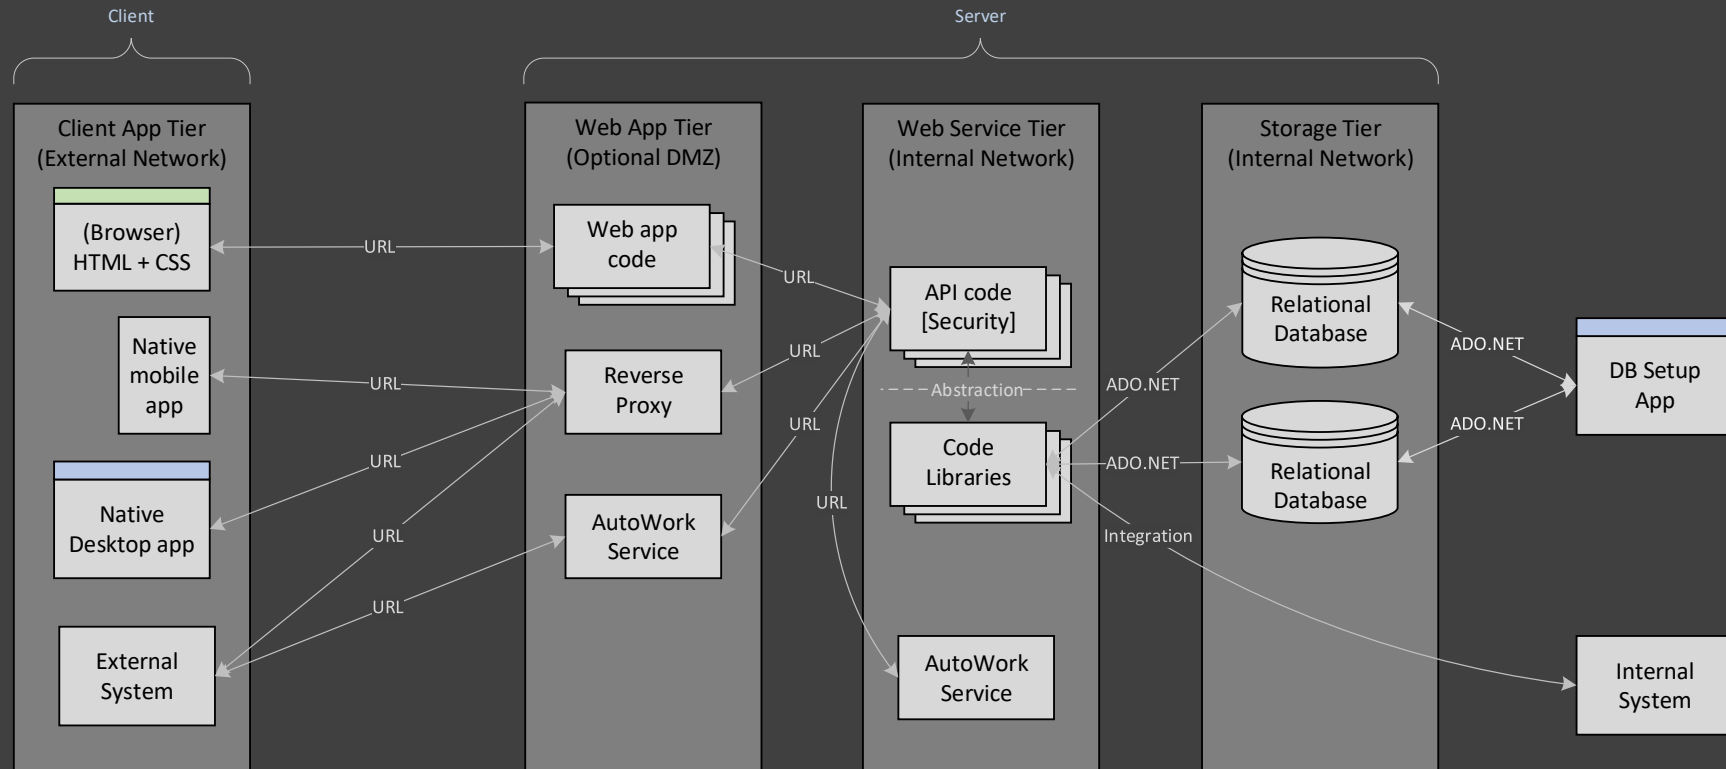 Client
Server
Client App Tier
(External Network)
Web App Tier
(Optional DMZ)
Web Service Tier
(Internal Network)
Storage Tier
(Internal Network)
(Browser)
HTML + CSS
URL
Web app
code
URL
API code
[Security]
Relational
Database
ADO.NET
DB Setup
App
Native
mobile
app
URL
Reverse
Proxy
URL
Abstraction
ADO.NET
ADO.NET
URL
URL
Code
Libraries
ADO.NET
Relational
Database
Native
Desktop app
URL
AutoWork
Service
URL
Integration
URL
External
System
AutoWork
Service
Internal
System